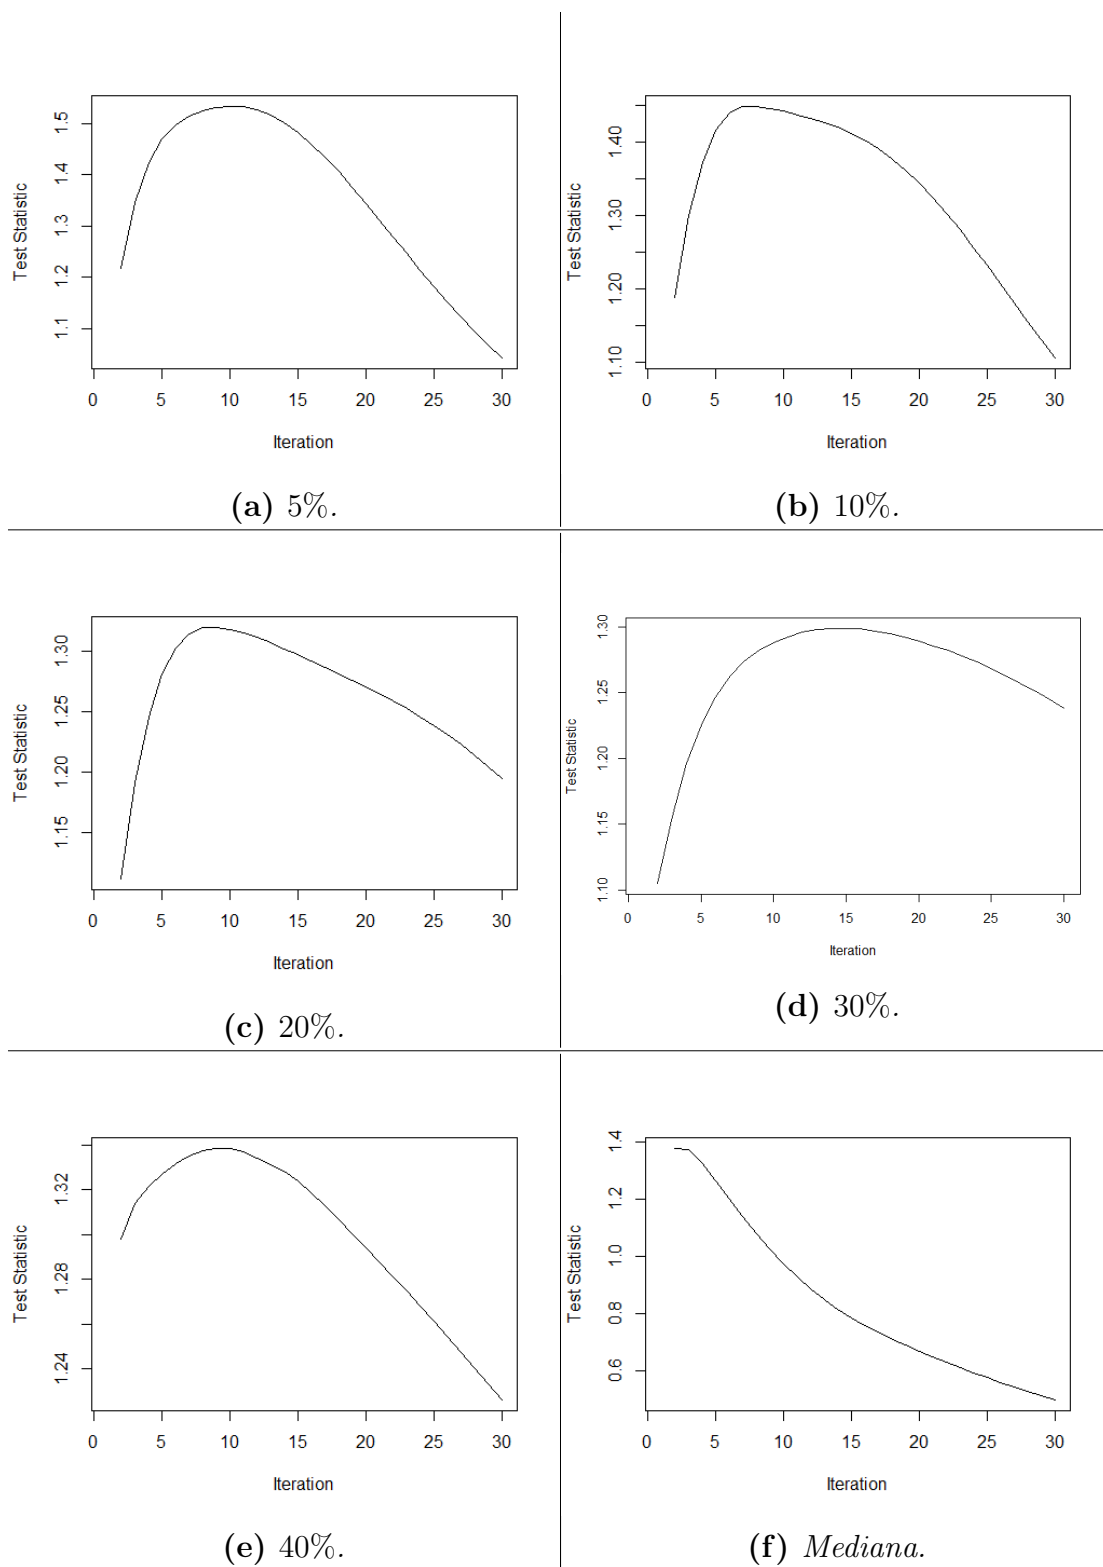 Test Statistic
1.5
1.4
1.3
1.2
1.1
0 5 10 15 20 25 30
Iteration
(a) 5%.
Test Statistic
1.40
1.30
1.20
1.10
0 5 10 15 20 25 30
Iteration
(b) 10%.
Test Statistic
1.30
1.25
1.20
1.15
0 5 10 15 20 25 30
Iteration
(c) 20%.
Test Statistic
1.30
1.25
1.20
1.15
1.10
0 5 10 15 20 25 30
Iteration
(d) 30%.
Test Statistic
1.32
1.28
1.24
0 5 10 15 20 25 30
Iteration
(e) 40%.
Test Statistic
1.4
1.2
1.0
0.8
0.6
0 5 10 15 20 25 30
Iteration
(f) Mediana.